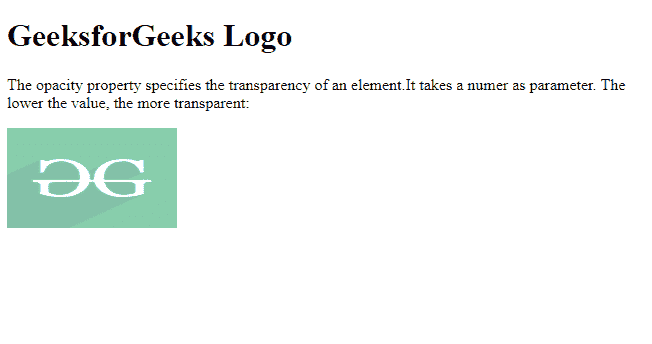 GeeksforGeeks Logo
The opacity property specifies the transparency of an element.It takes a numer as parameter. The
lower the value, the more transparent:
GG